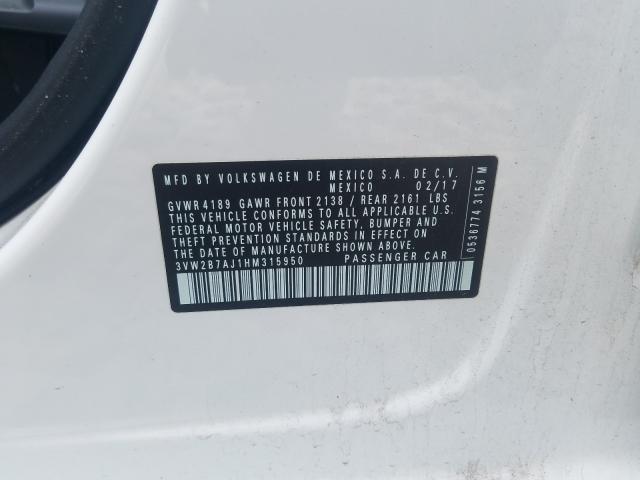 MFD BY VOLKSWAGEN DE MEXICO S.A. DE C.V.
MEXICO 02/17
GVWR 4189 GAWR FRONT 2138 / REAR 2161 LBS
THIS VEHICLE CONFORMS TO ALL APPLICABLE U.S.
FEDERAL MOTOR VEHICLE SAFETY, BUMPER AND
THEFT PREVENTION STANDARDS IN EFFECT
ON THE DATE OF MANUFACTURE SHOWN ABOVE.
3VW2B7AJ1HM315950 PASSENGER CAR
0536774 3156 M